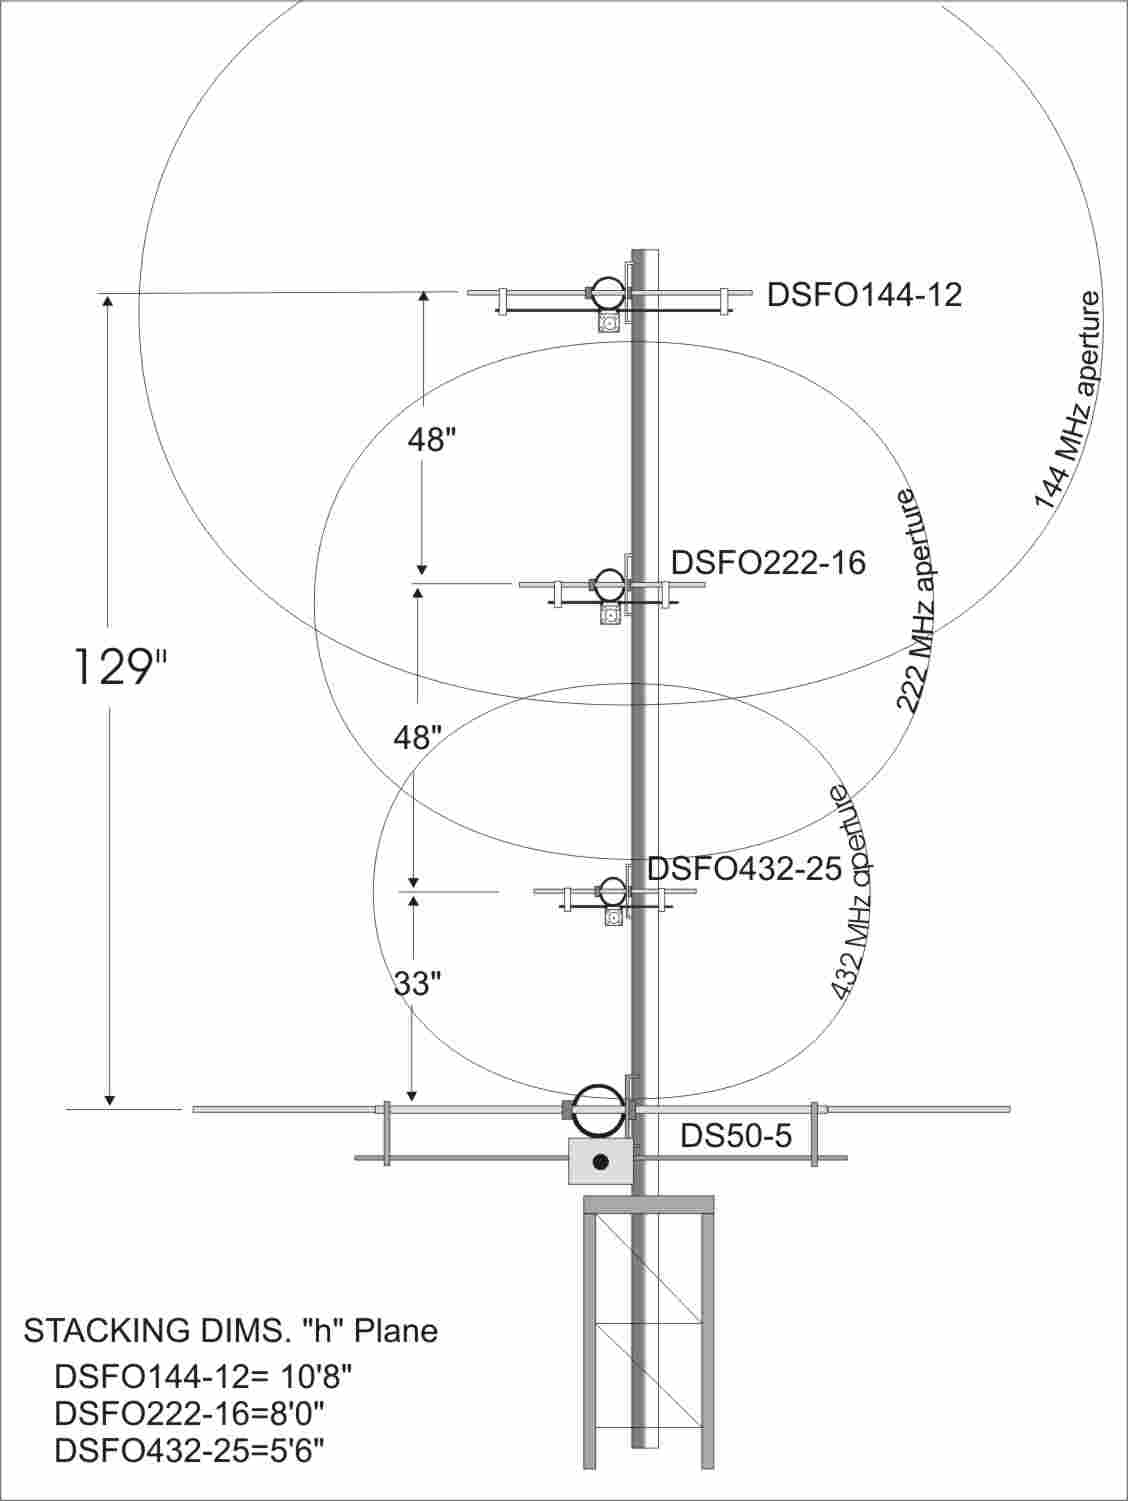 DSFO144-12
144 MHz aperture
48"
222 MHz aperture
DSFO222-16
129"
48"
432 MHz aperture
DSFO432-25
33"
DS50-5
STACKING DIMS. "h" Plane
DSFO144-12= 10'8"
DSFO222-16=8'0"
DSFO432-25=5'6"